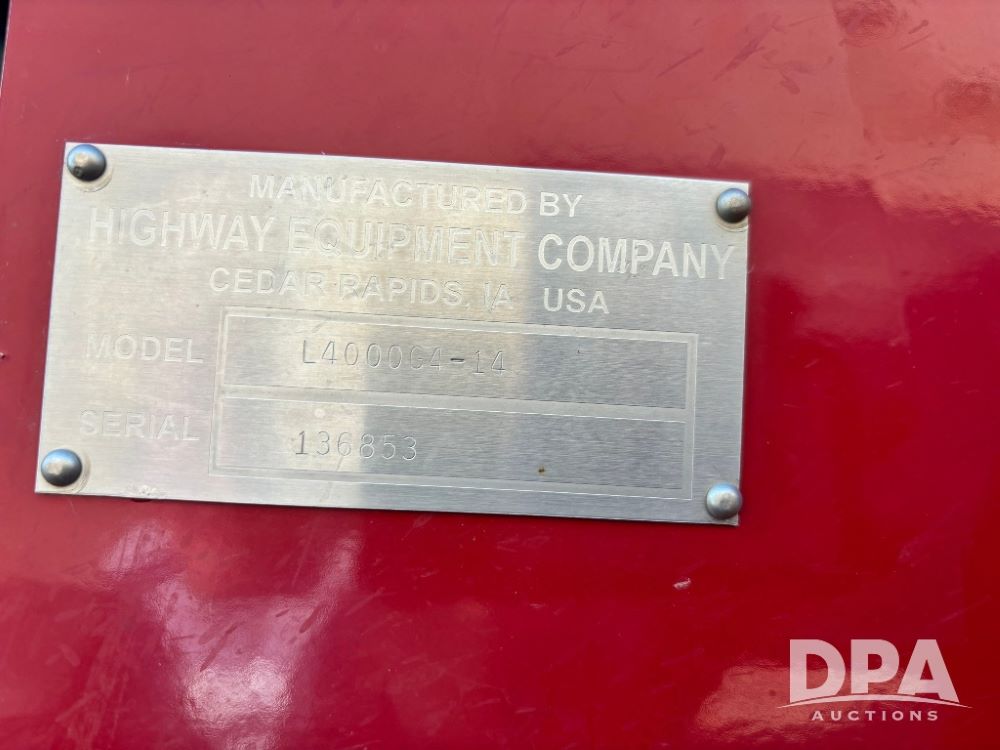 MANUFACTURED BY
HIGHWAY EQUIPMENT COMPANY
CEDAR RAPIDS, IA USA
MODEL L4000G4-14
SERIAL 136853
DPA
AUCTIONS